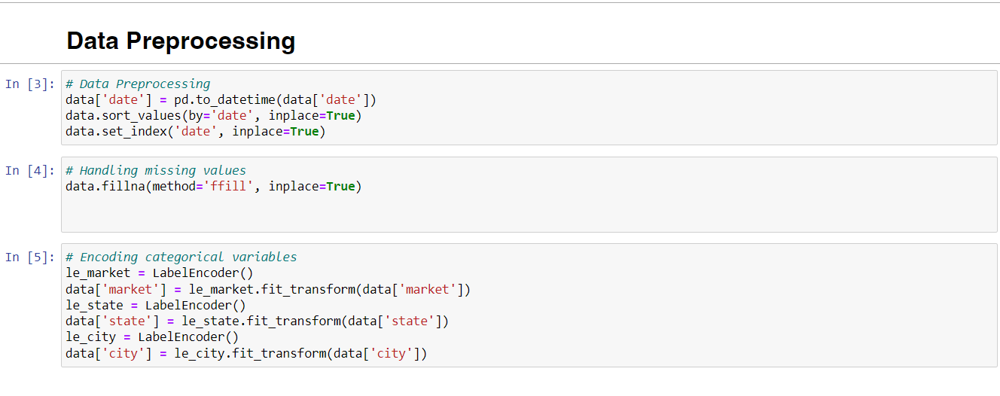 Data Preprocessing
In [3]: # Data Preprocessing
data['date'] = pd.to_datetime(data['date'])
data.sort_values(by='date', inplace=True)
data.set_index('date', inplace=True)
In [4]: # Handling missing values
data.fillna(method='ffill', inplace=True)
In [5]: # Encoding categorical variables
le_market = LabelEncoder()
data['market'] = le_market.fit_transform(data['market'])
le_state = LabelEncoder()
data['state'] = le_state.fit_transform(data['state'])
le_city = LabelEncoder()
data['city'] = le_city.fit_transform(data['city'])